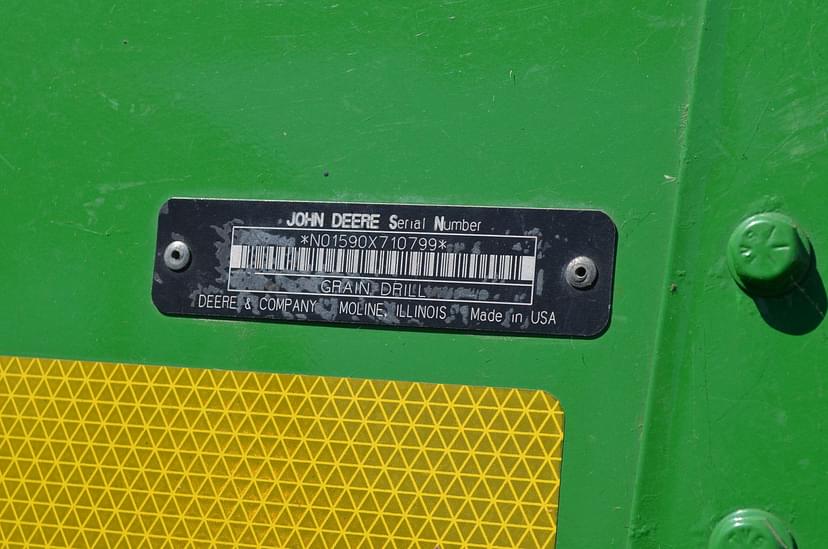 JOHN DEERE Serial Number
*N01590X710799*
GRAIN DRILL
DEERE & COMPANY MOLINE, ILLINOIS Made in USA